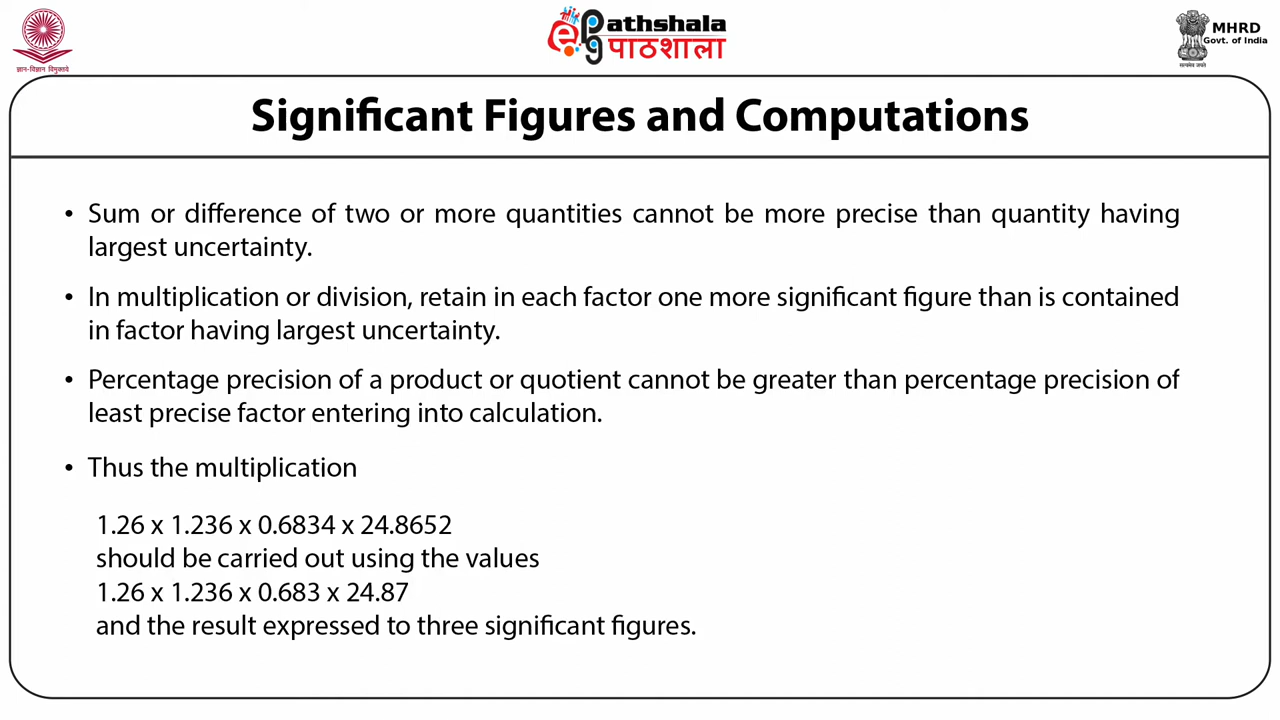 ज्ञान-विज्ञान विमुक्तये
epg
athshala
पाठशाला
सत्यमेव जयते
MHRD
Govt. of India
Significant Figures and Computations
• Sum or difference of two or more quantities cannot be more precise than quantity having
largest uncertainty.
• In multiplication or division, retain in each factor one more significant figure than is contained
in factor having largest uncertainty.
• Percentage precision of a product or quotient cannot be greater than percentage precision of
least precise factor entering into calculation.
• Thus the multiplication
1.26 x 1.236 x 0.6834 x 24.8652
should be carried out using the values
1.26 x 1.236 x 0.683 x 24.87
and the result expressed to three significant figures.